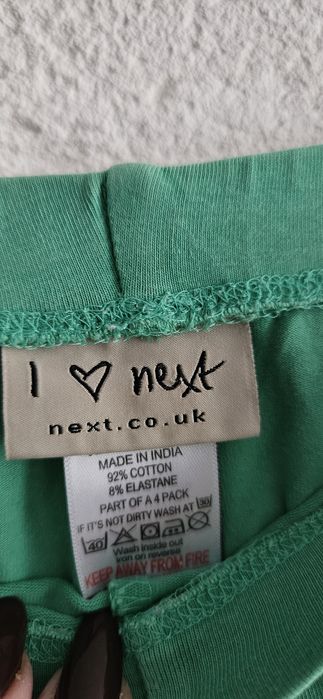 I ♡ next
next.co.uk
MADE IN INDIA
92% COTTON
8% ELASTANE
PART OF A 4 PACK
IF IT'S NOT DIRTY WASH AT 30
40
Wash inside out
iron on reverse
KEEP AWAY FROM FIRE